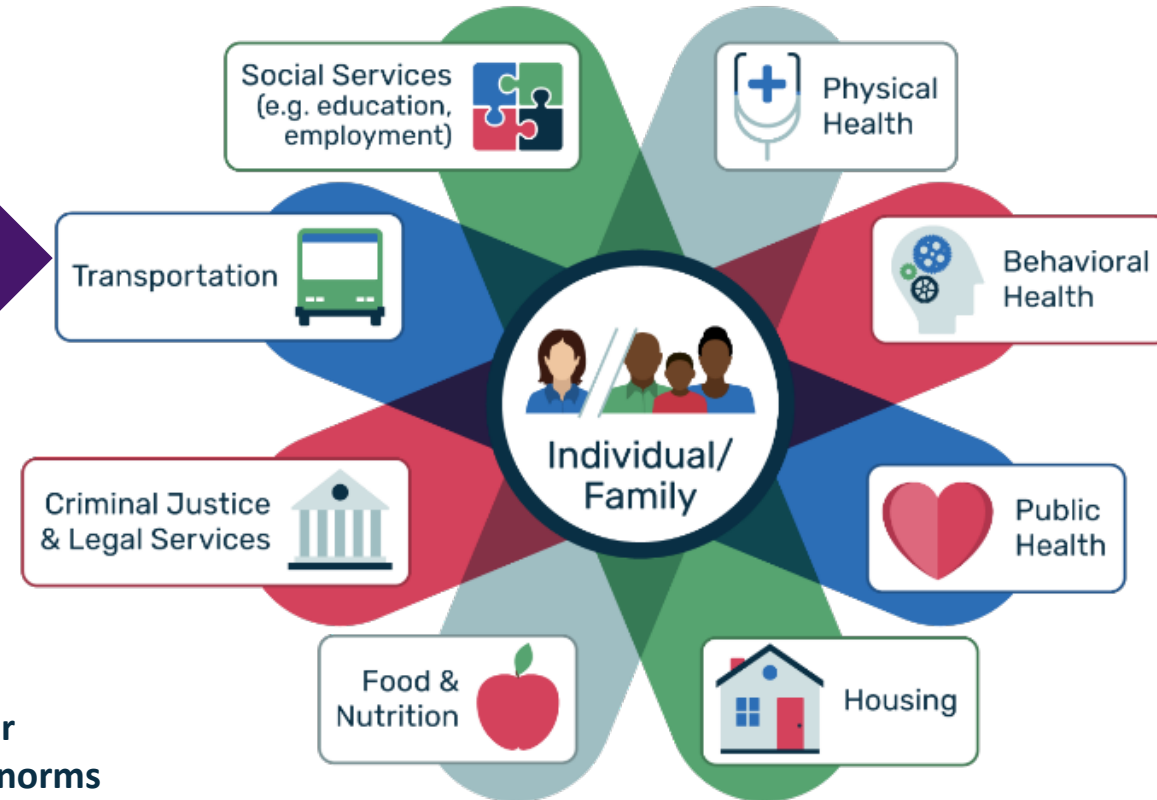 Social Services
(e.g. education,
employment)
Physical
Health
Transportation
Behavioral
Health
Individual/
Family
Criminal Justice
& Legal Services
Public
Health
Food &
Nutrition
Housing
norms